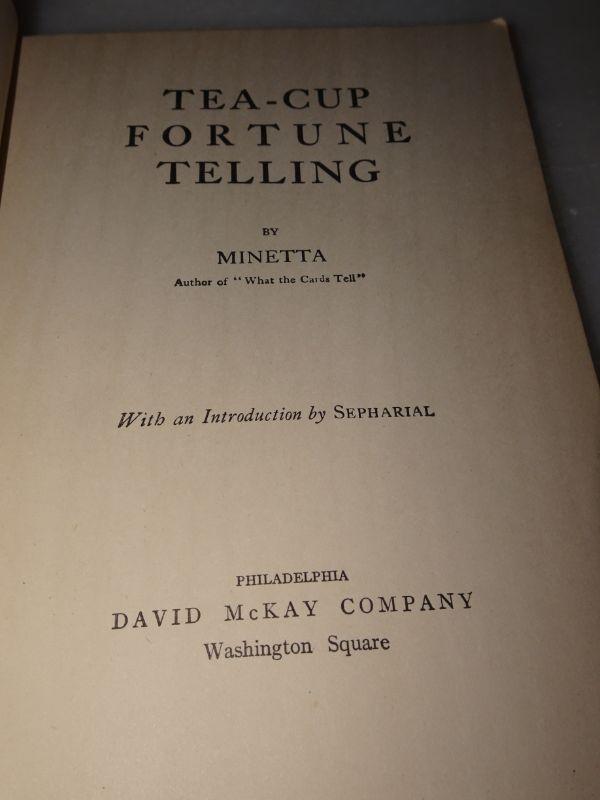 TEA-CUP
FORTUNE
TELLING
BY
MINETTA
Author of "What the Cards Tell"
With an Introduction by SEPHARIAL
PHILADELPHIA
DAVID McKAY COMPANY
Washington Square